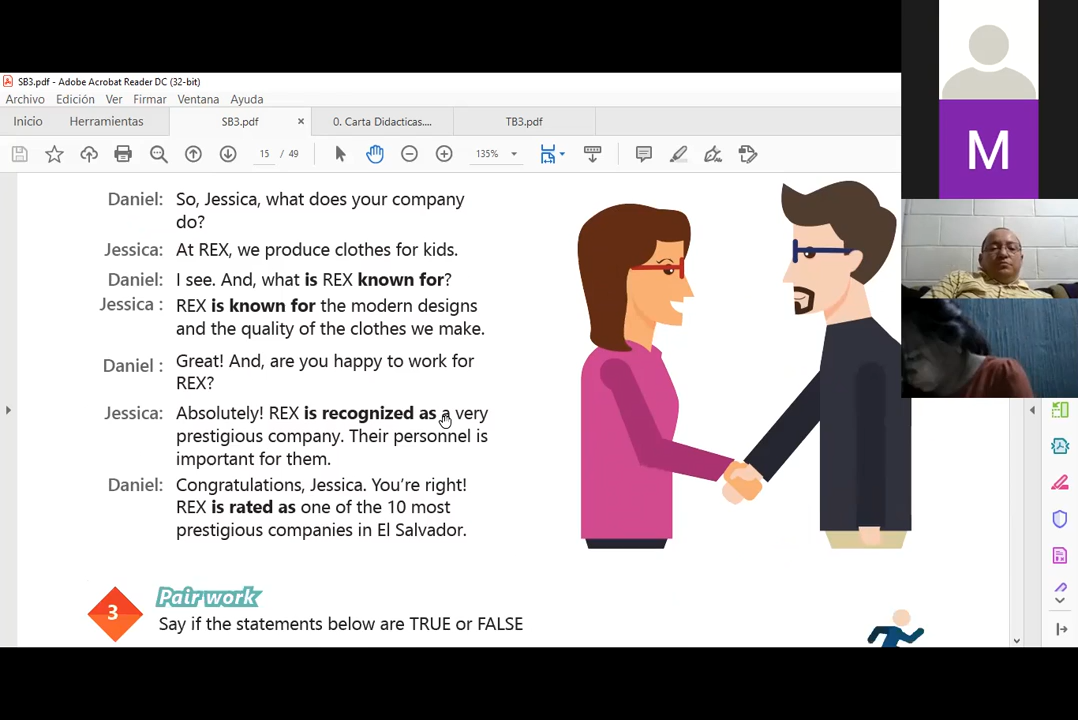 SB3.pdf - Adobe Acrobat Reader DC (32-bit)
Archivo Edición Ver Firmar Ventana Ayuda
Inicio Herramientas SB3.pdf × 0. Carta Didacticas.... TB3.pdf
15 / 49 135%
Daniel: So, Jessica, what does your company
do?
Jessica: At REX, we produce clothes for kids.
Daniel: I see. And, what is REX known for?
Jessica : REX is known for the modern designs
and the quality of the clothes we make.
Daniel : Great! And, are you happy to work for
REX?
Jessica: Absolutely! REX is recognized as a very
prestigious company. Their personnel is
important for them.
Daniel: Congratulations, Jessica. You’re right!
REX is rated as one of the 10 most
prestigious companies in El Salvador.
3 Pair work
Say if the statements below are TRUE or FALSE
M